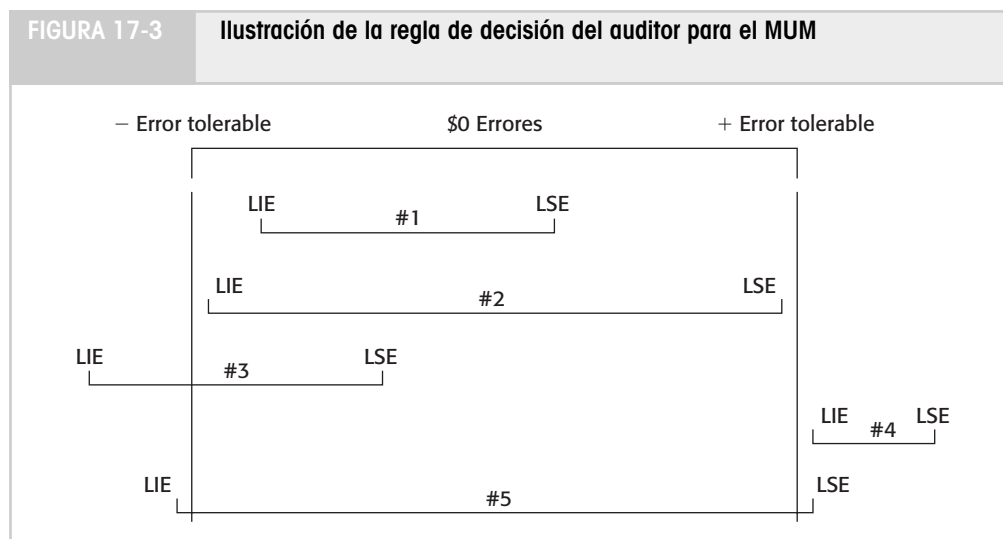 FIGURA 17-3 Ilustración de la regla de decisión del auditor para el MUM
− Error tolerable $0 Errores + Error tolerable
LIE #1 LSE
LIE #2 LSE
LIE #3 LSE
LIE #4 LSE
LIE #5 LSE